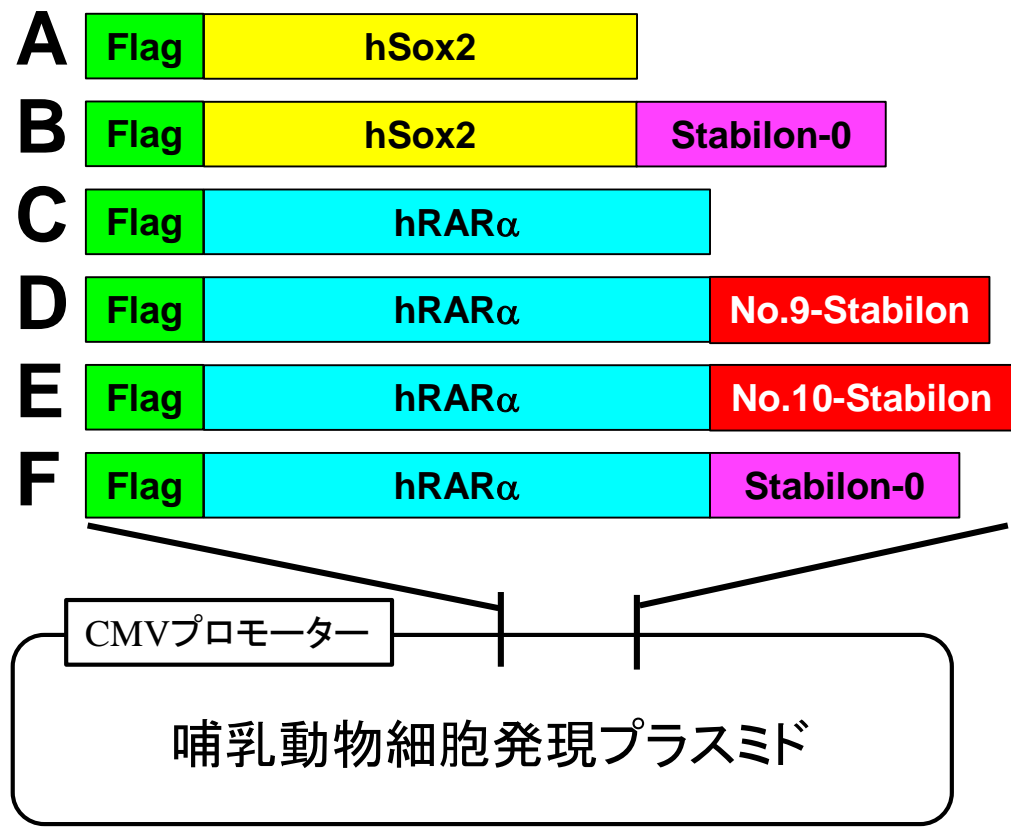 A Flag hSox2
B Flag hSox2 Stabilon-0
C Flag hRARα
D Flag hRARα No.9-Stabilon
E Flag hRARα No.10-Stabilon
F Flag hRARα Stabilon-0
CMVプロモーター
哺乳動物細胞発現プラスミド